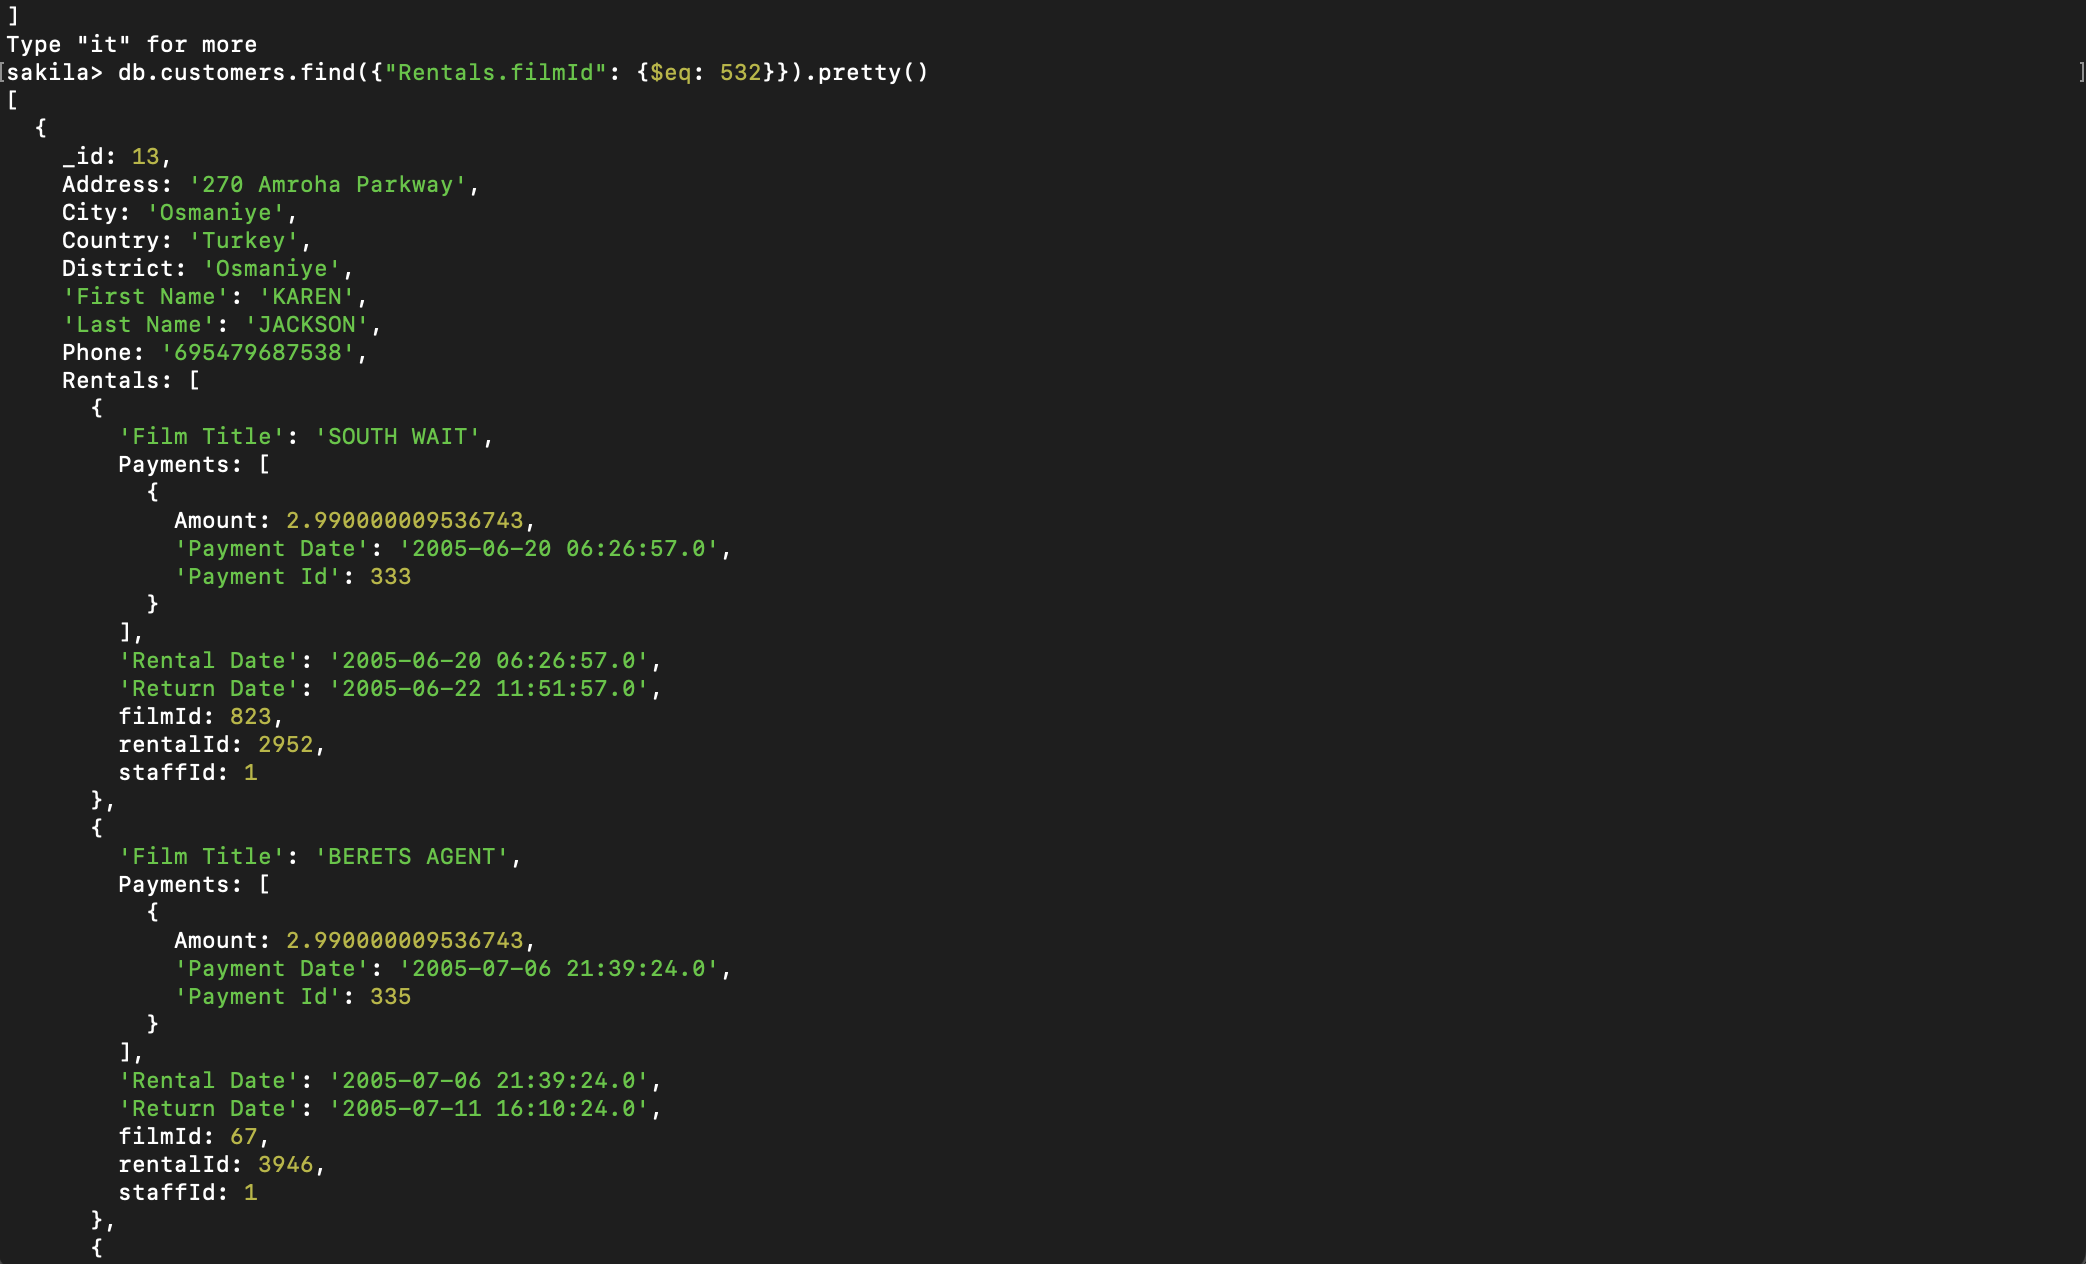 ]
Type "it" for more
[sakila> db.customers.find({"Rentals.filmId": {$eq: 532}}).pretty() ]
[
  {
    _id: 13,
    Address: '270 Amroha Parkway',
    City: 'Osmaniye',
    Country: 'Turkey',
    District: 'Osmaniye',
    'First Name': 'KAREN',
    'Last Name': 'JACKSON',
    Phone: '695479687538',
    Rentals: [
      {
        'Film Title': 'SOUTH WAIT',
        Payments: [
          {
            Amount: 2.990000009536743,
            'Payment Date': '2005-06-20 06:26:57.0',
            'Payment Id': 333
          }
        ],
        'Rental Date': '2005-06-20 06:26:57.0',
        'Return Date': '2005-06-22 11:51:57.0',
        filmId: 823,
        rentalId: 2952,
        staffId: 1
      },
      {
        'Film Title': 'BERETS AGENT',
        Payments: [
          {
            Amount: 2.990000009536743,
            'Payment Date': '2005-07-06 21:39:24.0',
            'Payment Id': 335
          }
        ],
        'Rental Date': '2005-07-06 21:39:24.0',
        'Return Date': '2005-07-11 16:10:24.0',
        filmId: 67,
        rentalId: 3946,
        staffId: 1
      },
      {